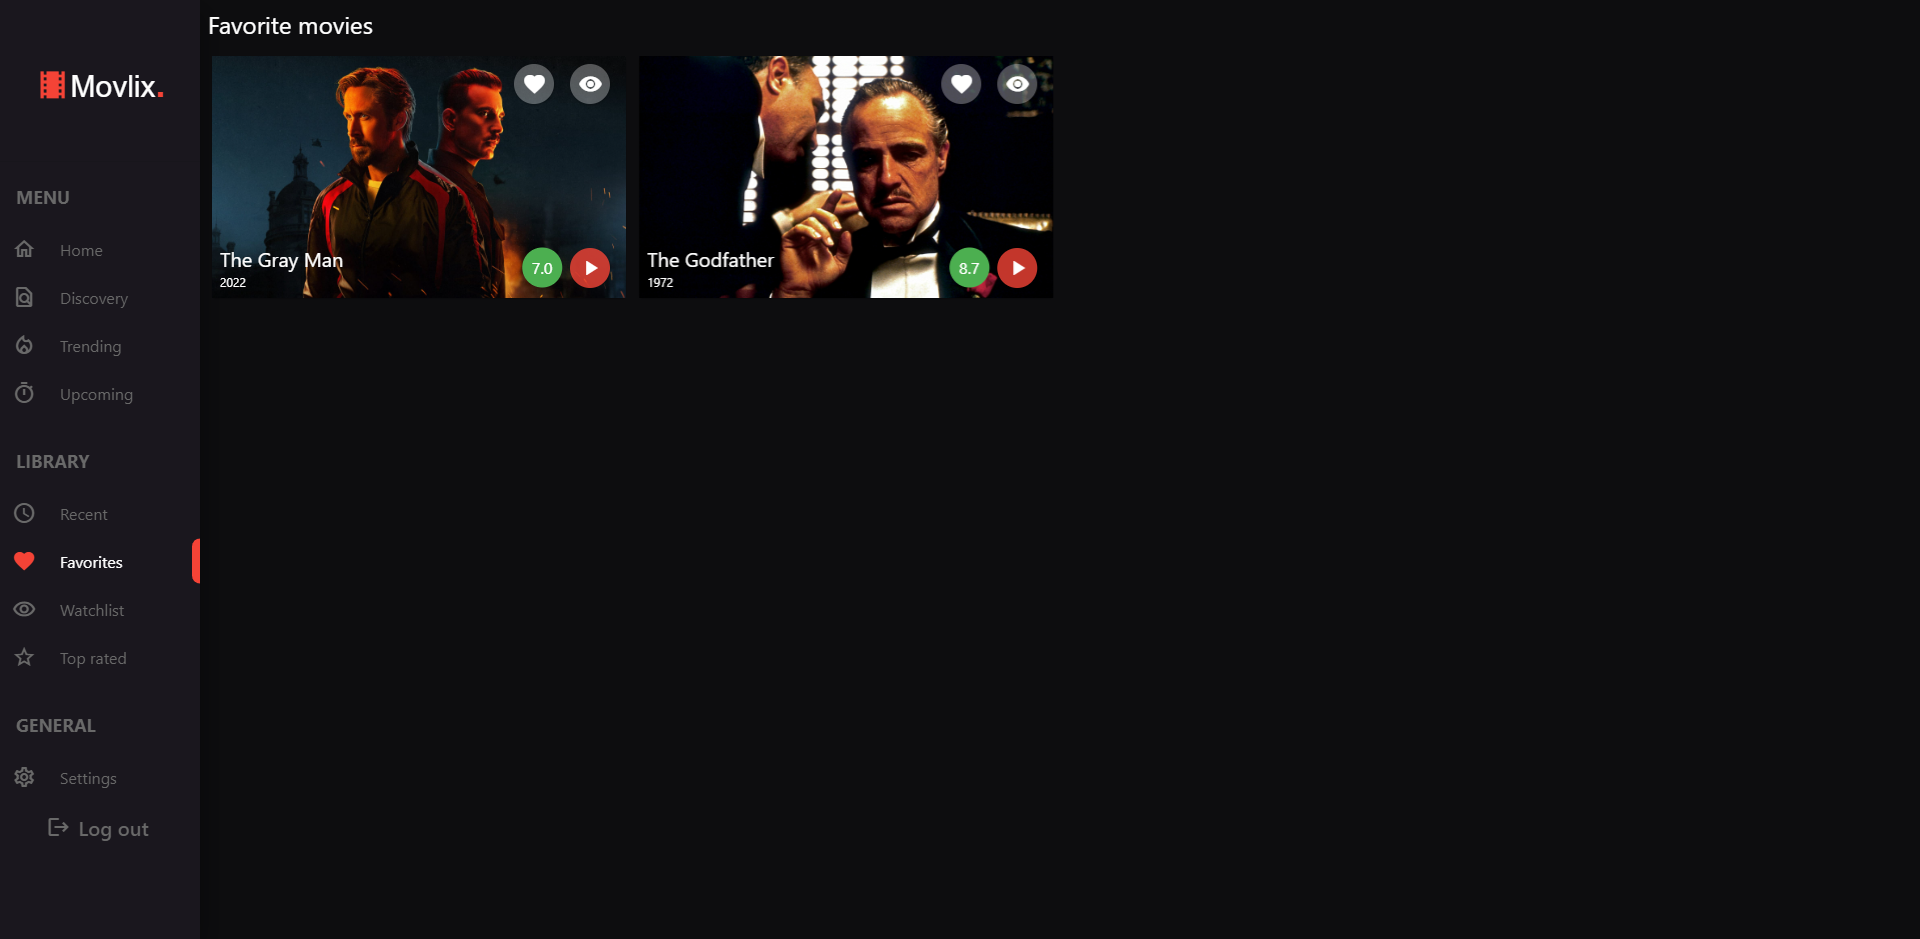 Movlix.
MENU
Home
Discovery
Trending
Upcoming
LIBRARY
Recent
Favorites
Watchlist
Top rated
GENERAL
Settings
Log out
Favorite movies
The Gray Man
2022
7.0
The Godfather
1972
8.7